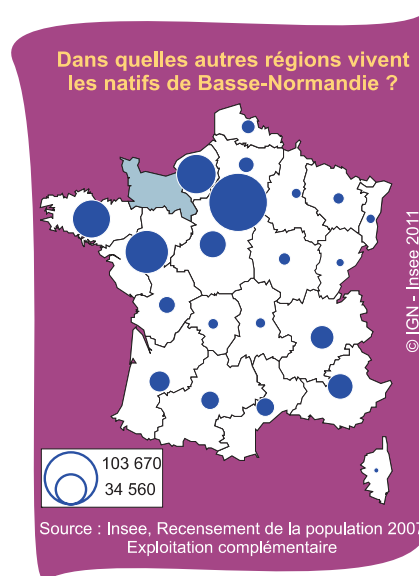 Dans quelles autres régions vivent
les natifs de Basse-Normandie ?
© IGN - Insee 2011
103 670
34 560
Source : Insee, Recensement de la population 2007
Exploitation complémentaire